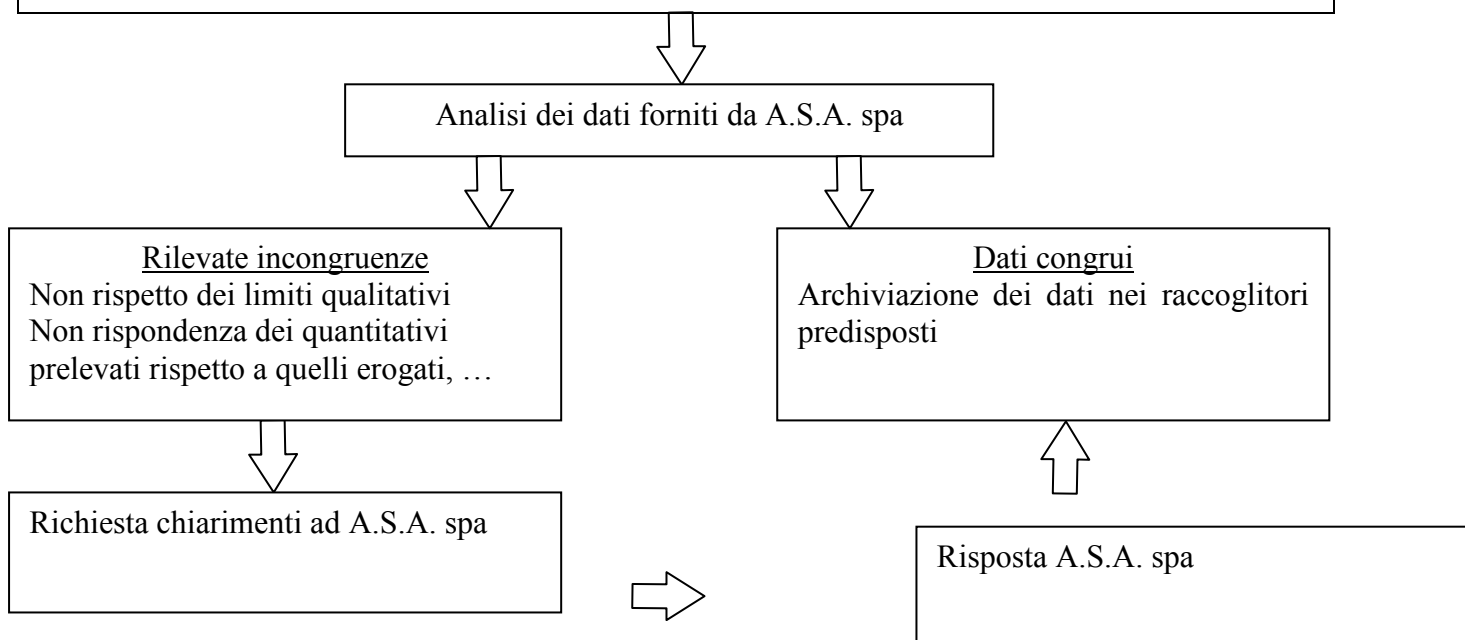 Analisi dei dati forniti da A.S.A. spa
Rilevate incongruenze
Non rispetto dei limiti qualitativi
Non rispondenza dei quantitativi
prelevati rispetto a quelli erogati, …
Dati congrui
Archiviazione dei dati nei raccoglitori
predisposti
Richiesta chiarimenti ad A.S.A. spa
Risposta A.S.A. spa